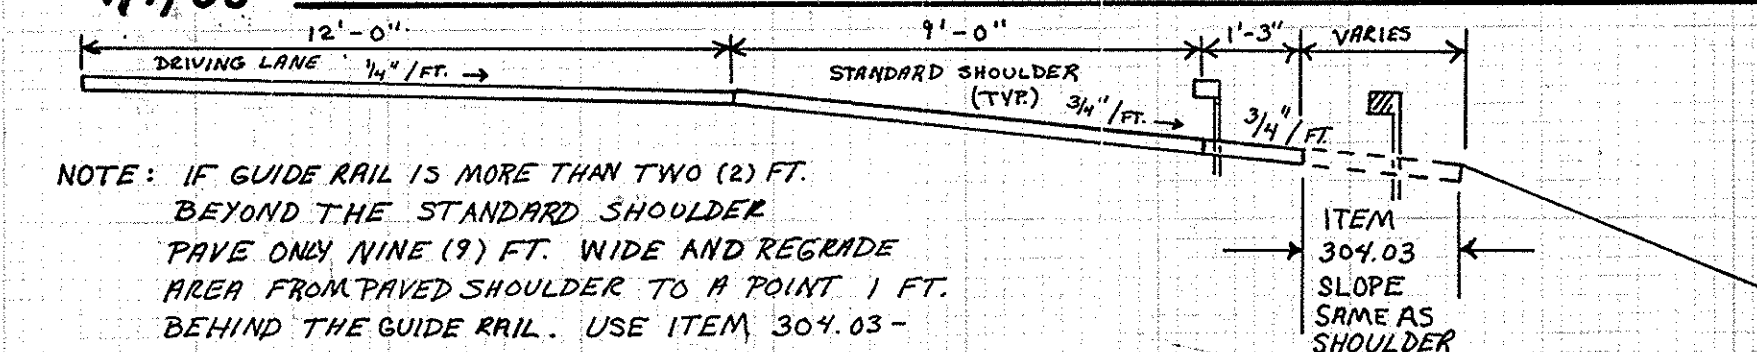 12'-0"
9'-0"
1'-3"
VARIES
DRIVING LANE 1/4"/FT. →
STANDARD SHOULDER
(TYP.)
3/4"/FT. →
3/4"/FT.
NOTE: IF GUIDE RAIL IS MORE THAN TWO (2) FT.
BEYOND THE STANDARD SHOULDER
PAVE ONLY NINE (9) FT. WIDE AND REGRADE
AREA FROM PAVED SHOULDER TO A POINT 1 FT.
BEHIND THE GUIDE RAIL. USE ITEM 304.03-
ITEM
304.03
SLOPE
SAME AS
SHOULDER